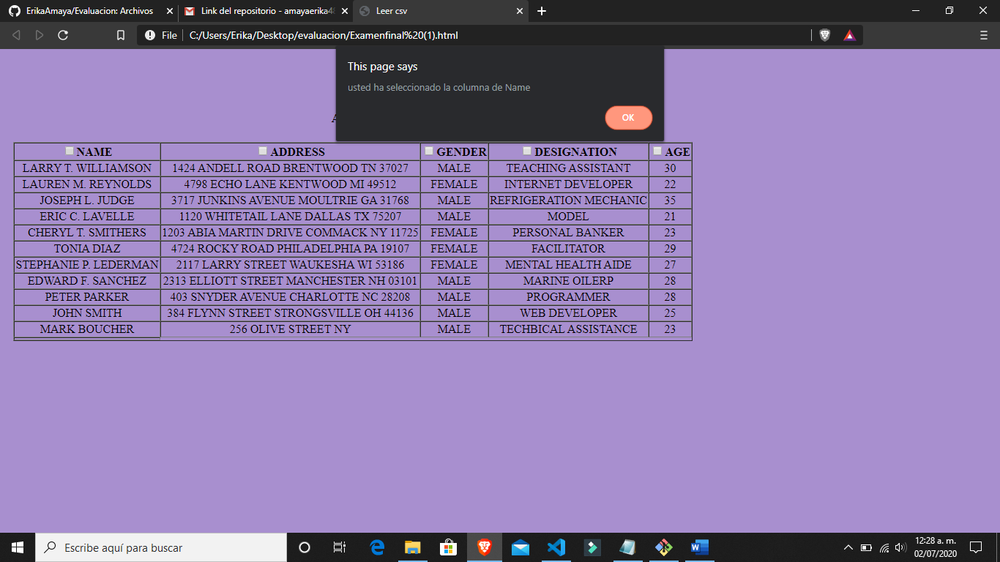 ErikaAmaya/Evaluacion: Archivos
Link del repositorio - amayaerika4
Leer csv
File C:/Users/Erika/Desktop/evaluacion/Examenfinal%20(1).html
This page says
usted ha seleccionado la columna de Name
OK
NAME ADDRESS GENDER DESIGNATION AGE
LARRY T. WILLIAMSON 1424 ANDELL ROAD BRENTWOOD TN 37027 MALE TEACHING ASSISTANT 30
LAUREN M. REYNOLDS 4798 ECHO LANE KENTWOOD MI 49512 FEMALE INTERNET DEVELOPER 22
JOSEPH L. JUDGE 3717 JUNKINS AVENUE MOULTRIE GA 31768 MALE REFRIGERATION MECHANIC 35
ERIC C. LAVELLE 1120 WHITETAIL LANE DALLAS TX 75207 MALE MODEL 21
CHERYL T. SMITHERS 1203 ABIA MARTIN DRIVE COMMACK NY 11725 FEMALE PERSONAL BANKER 23
TONIA DIAZ 4724 ROCKY ROAD PHILADELPHIA PA 19107 FEMALE FACILITATOR 29
STEPHANIE P. LEDERMAN 2117 LARRY STREET WAUKESHA WI 53186 FEMALE MENTAL HEALTH AIDE 27
EDWARD F. SANCHEZ 2313 ELLIOTT STREET MANCHESTER NH 03101 MALE MARINE OILERP 28
PETER PARKER 403 SNYDER AVENUE CHARLOTTE NC 28208 MALE PROGRAMMER 28
JOHN SMITH 384 FLYNN STREET STRONGSVILLE OH 44136 MALE WEB DEVELOPER 25
MARK BOUCHER 256 OLIVE STREET NY MALE TECHBICAL ASSISTANCE 23
Escribe aquí para buscar
12:28 a. m.
02/07/2020